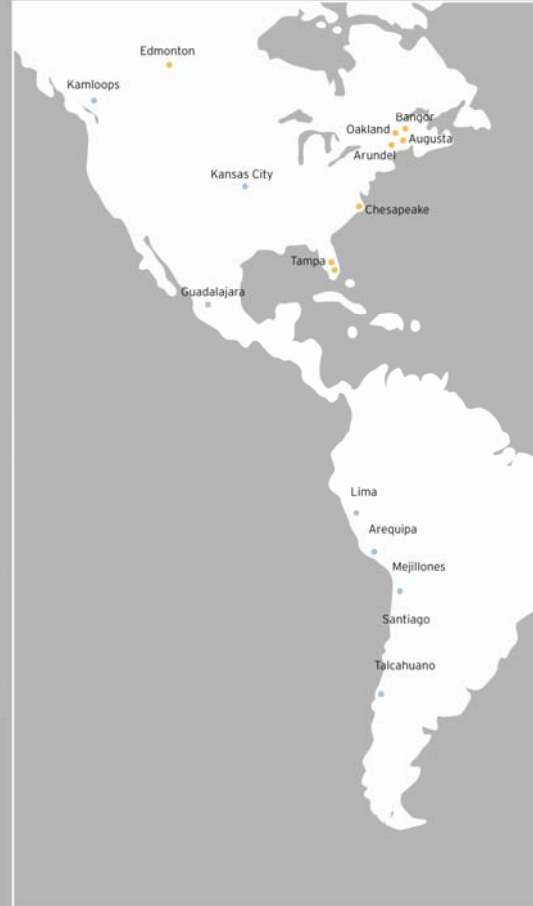 Edmonton
Kamloops
Bangor
Oakland
Augusta
Arundel
Kansas City
Chesapeake
Tampa
Guadalajara
Lima
Arequipa
Mejillones
Santiago
Talcahuano